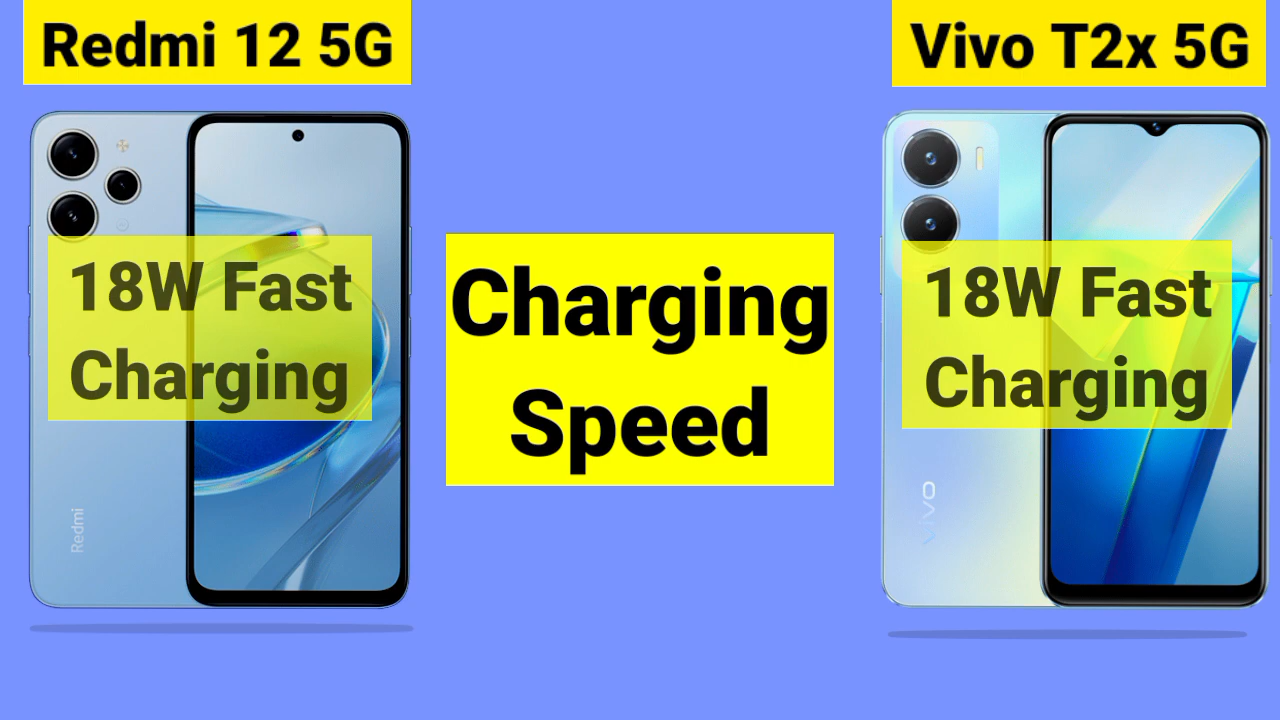 Redmi 12 5G
Vivo T2x 5G
18W Fast
Charging
Charging
Speed
18W Fast
Charging
Redmi
vivo